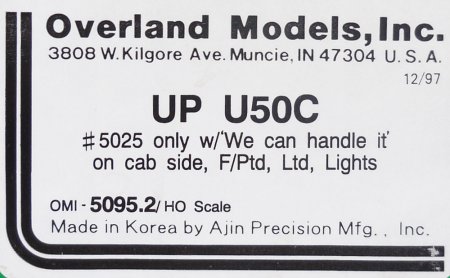 Overland Models, Inc.
3808 W. Kilgore Ave. Muncie, IN 47304 U. S. A.
12/97
UP U50C
#5025 only w/'We can handle it'
on cab side, F/Ptd, Ltd, Lights
OMI - 5095.2/ HO Scale
Made in Korea by Ajin Precision Mfg. , Inc.